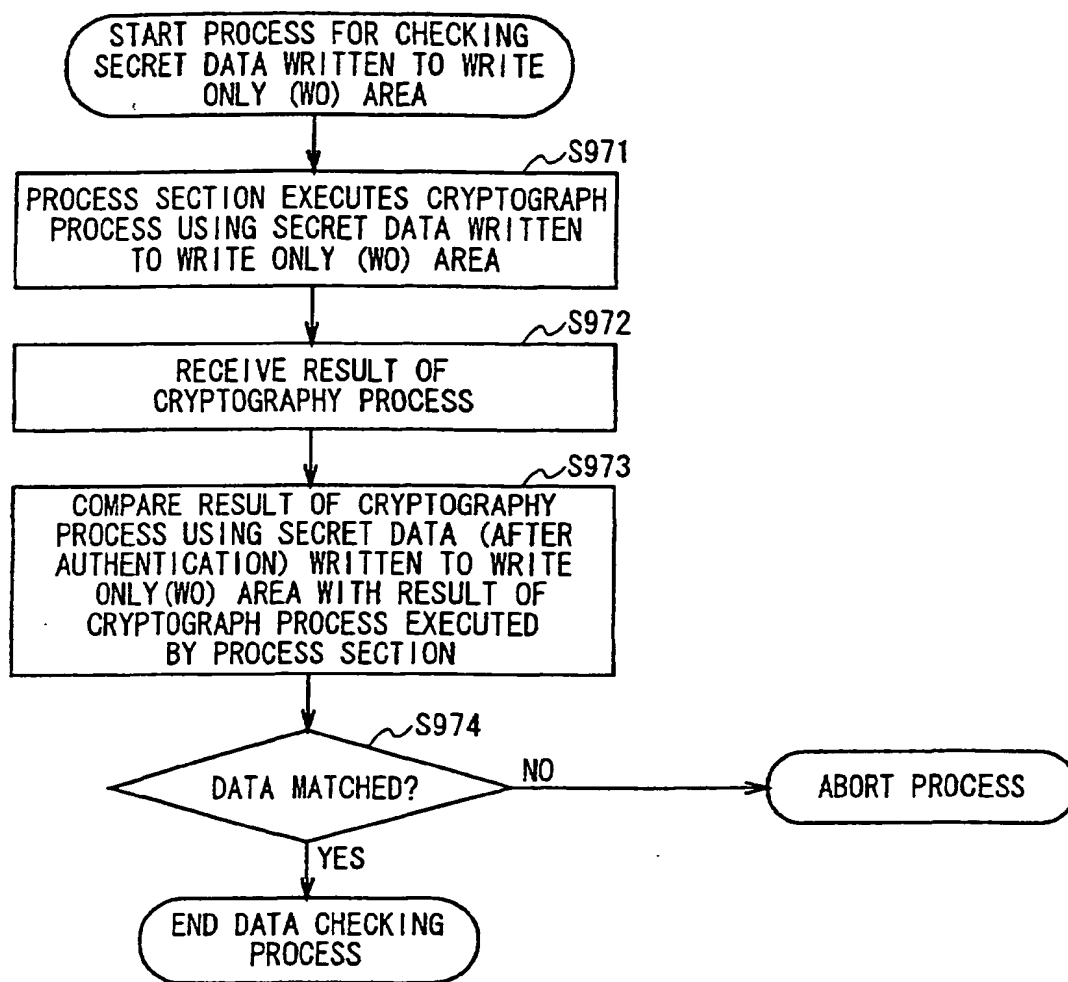 START PROCESS FOR CHECKING
SECRET DATA WRITTEN TO WRITE
ONLY (WO) AREA
S971
PROCESS SECTION EXECUTES CRYPTOGRAPH
PROCESS USING SECRET DATA WRITTEN
TO WRITE ONLY (WO) AREA
S972
RECEIVE RESULT OF
CRYPTOGRAPHY PROCESS
S973
COMPARE RESULT OF CRYPTOGRAPHY
PROCESS USING SECRET DATA (AFTER
AUTHENTICATION) WRITTEN TO WRITE
ONLY(WO) AREA WITH RESULT OF
CRYPTOGRAPH PROCESS EXECUTED
BY PROCESS SECTION
S974
DATA MATCHED?
NO
ABORT PROCESS
YES
END DATA CHECKING
PROCESS